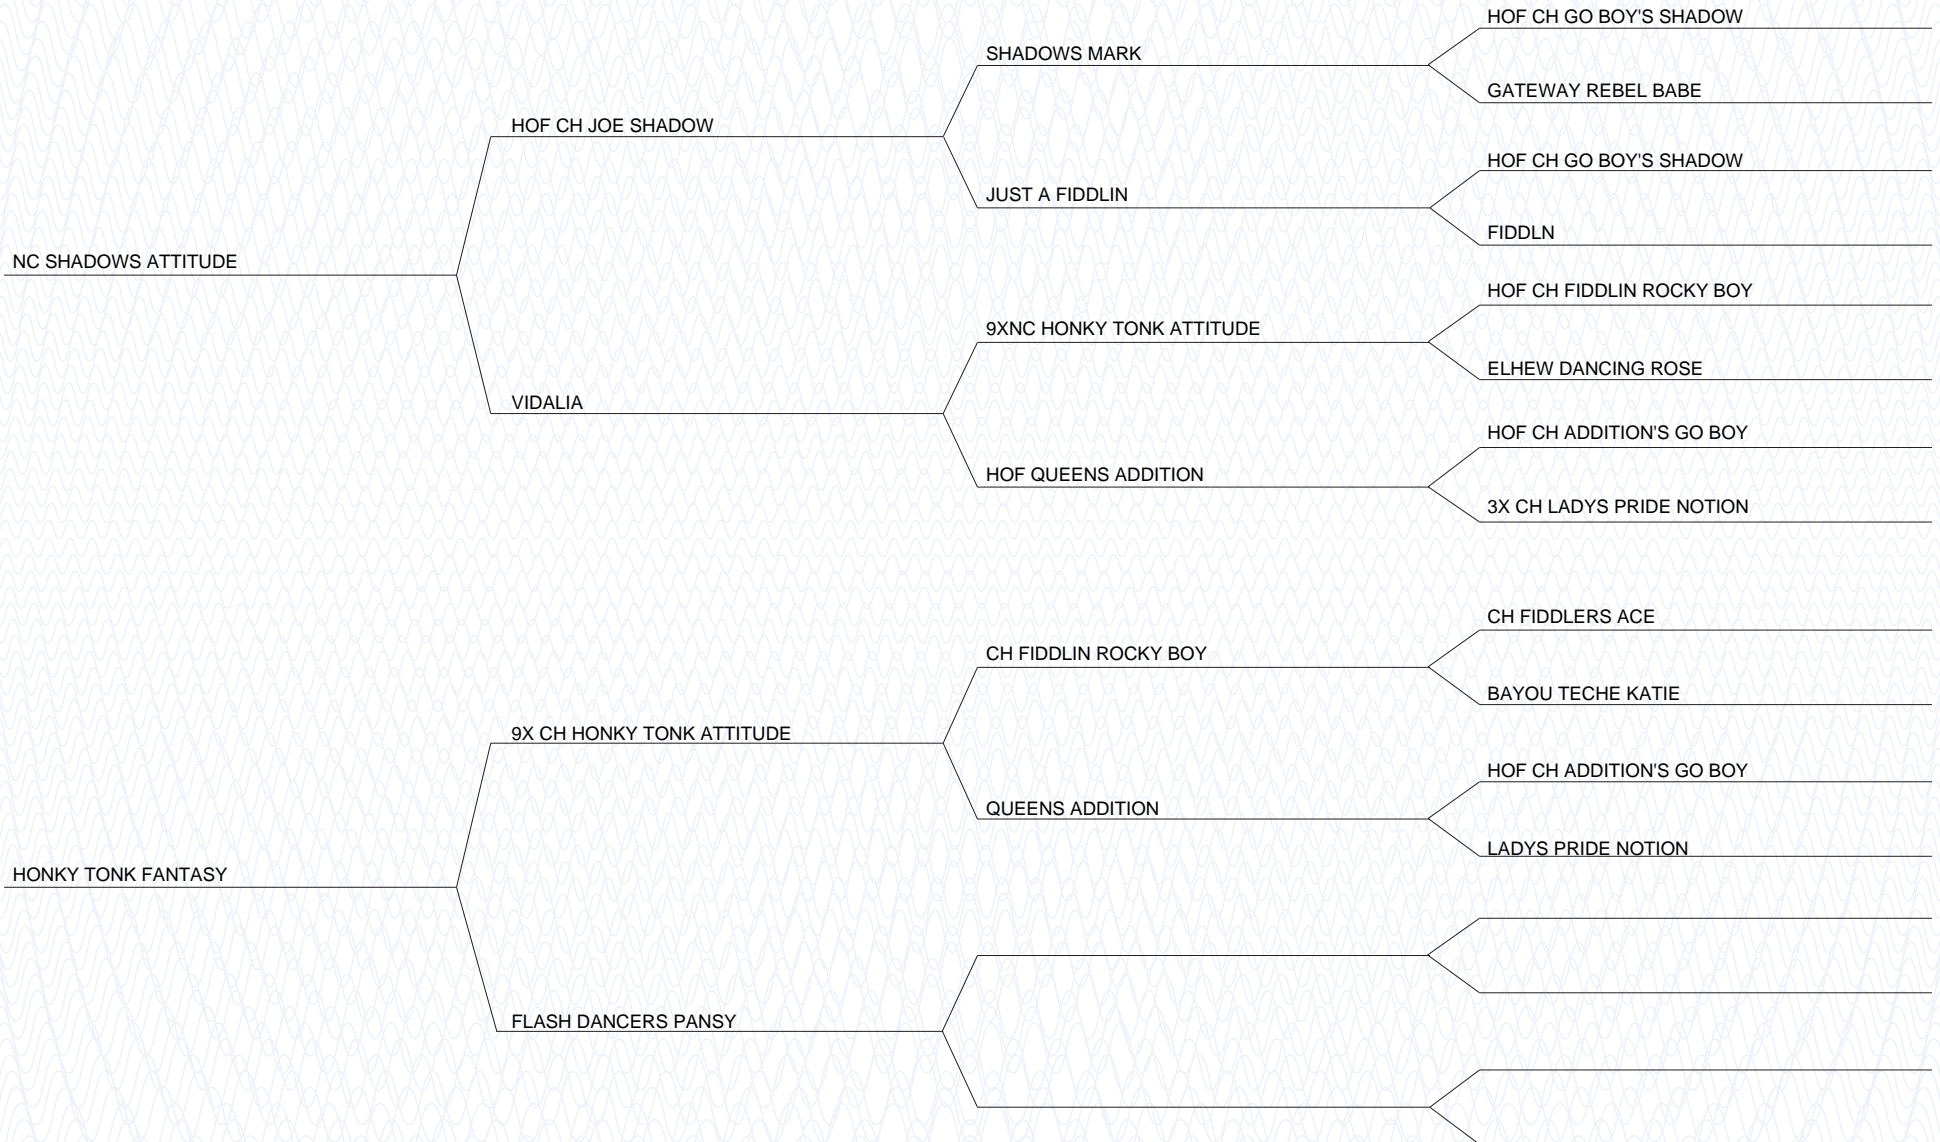 HOF CH GO BOY'S SHADOW
SHADOWS MARK
GATEWAY REBEL BABE
HOF CH JOE SHADOW
HOF CH GO BOY'S SHADOW
JUST A FIDDLIN
FIDDLN
NC SHADOWS ATTITUDE
HOF CH FIDDLIN ROCKY BOY
9XNC HONKY TONK ATTITUDE
ELHEW DANCING ROSE
VIDALIA
HOF CH ADDITION'S GO BOY
HOF QUEENS ADDITION
3X CH LADYS PRIDE NOTION
CH FIDDLERS ACE
CH FIDDLIN ROCKY BOY
BAYOU TECHE KATIE
9X CH HONKY TONK ATTITUDE
HOF CH ADDITION'S GO BOY
QUEENS ADDITION
LADYS PRIDE NOTION
HONKY TONK FANTASY
FLASH DANCERS PANSY